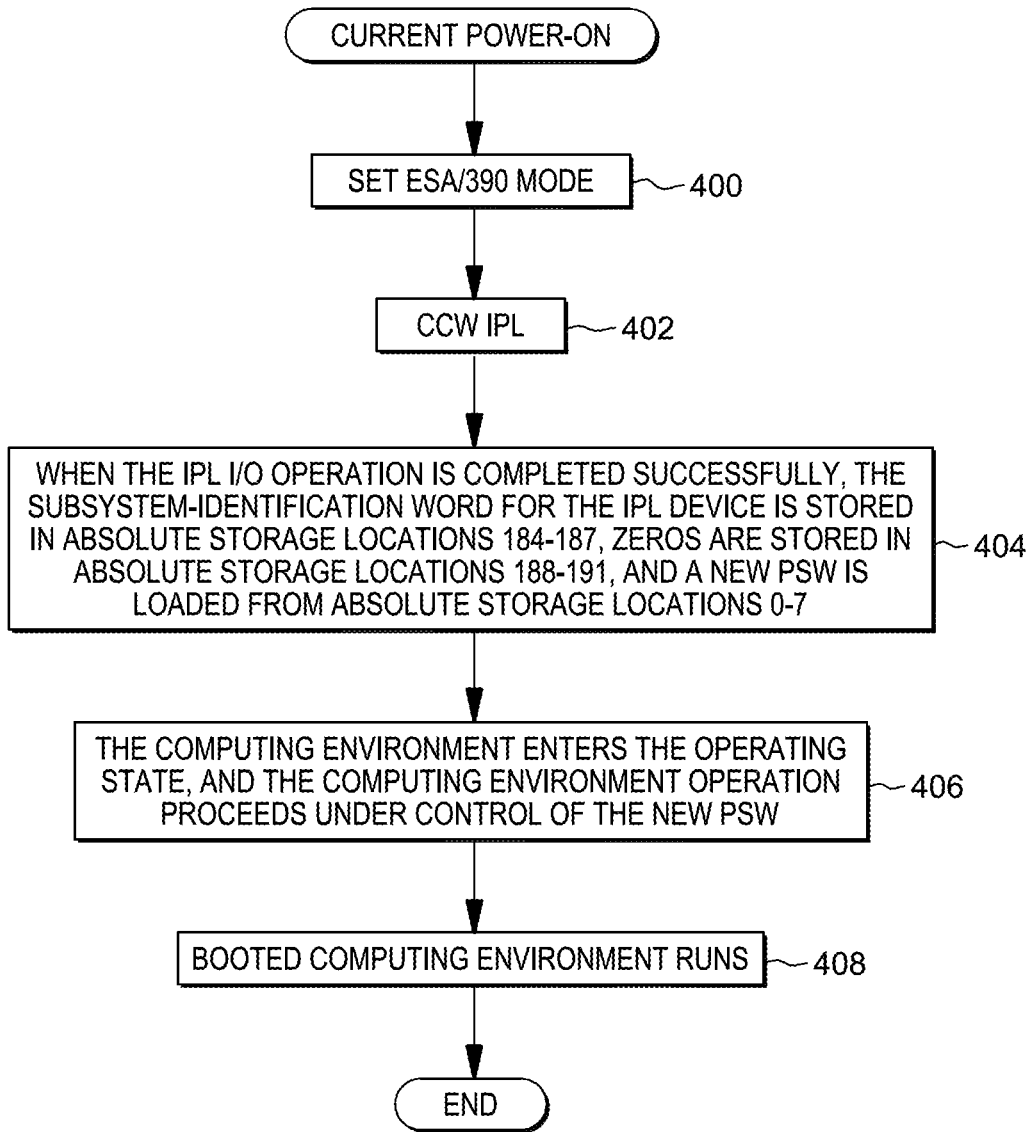 CURRENT POWER-ON
SET ESA/390 MODE
400
CCW IPL
402
WHEN THE IPL I/O OPERATION IS COMPLETED SUCCESSFULLY, THE
SUBSYSTEM-IDENTIFICATION WORD FOR THE IPL DEVICE IS STORED
IN ABSOLUTE STORAGE LOCATIONS 184-187, ZEROS ARE STORED IN
ABSOLUTE STORAGE LOCATIONS 188-191, AND A NEW PSW IS
LOADED FROM ABSOLUTE STORAGE LOCATIONS 0-7
404
THE COMPUTING ENVIRONMENT ENTERS THE OPERATING
STATE, AND THE COMPUTING ENVIRONMENT OPERATION
PROCEEDS UNDER CONTROL OF THE NEW PSW
406
BOOTED COMPUTING ENVIRONMENT RUNS
408
END